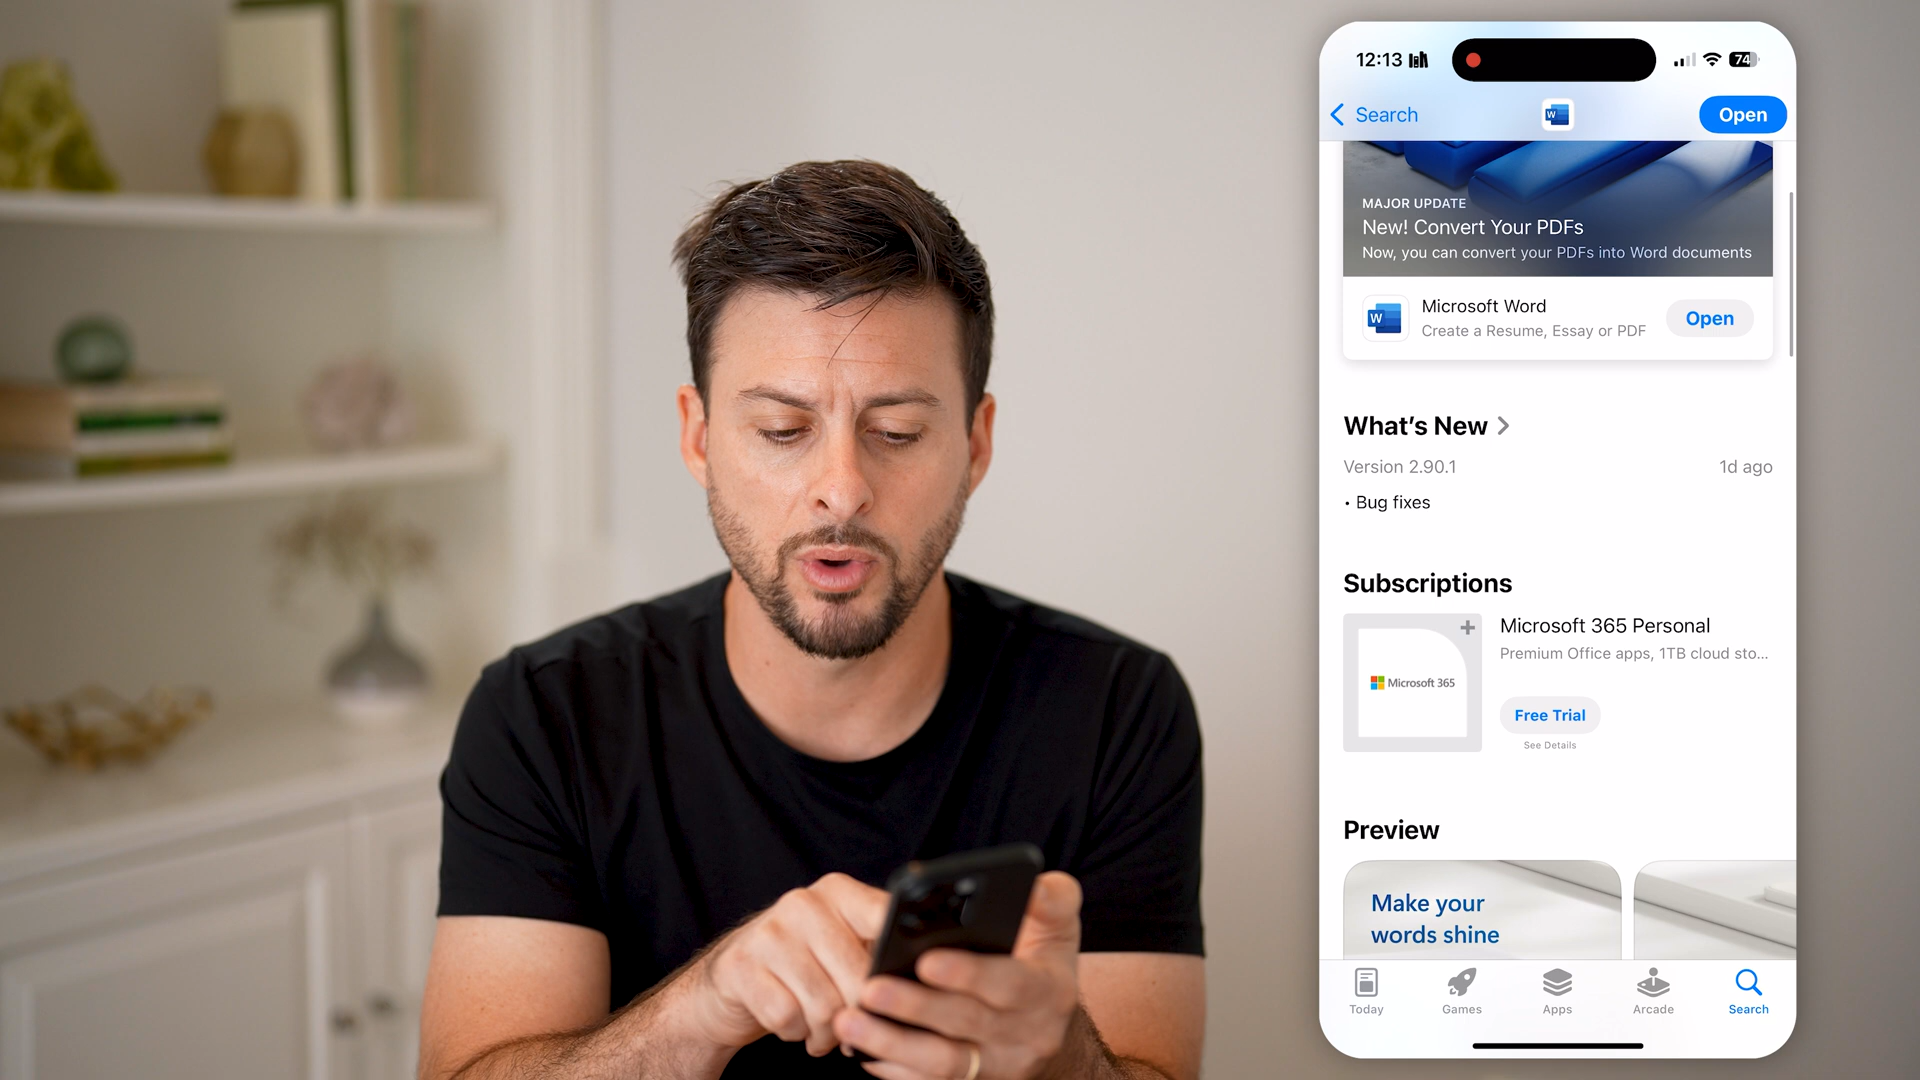 12:13
74
Search
W
Open
MAJOR UPDATE
New! Convert Your PDFs
Now, you can convert your PDFs into Word documents
W
Microsoft Word
Create a Resume, Essay or PDF
Open
What's New
Version 2.90.1
1d ago
• Bug fixes
Subscriptions
Microsoft 365
Microsoft 365 Personal
Premium Office apps, 1TB cloud sto...
Free Trial
See Details
Preview
Make your
words shine
Today
Games
Apps
Arcade
Search